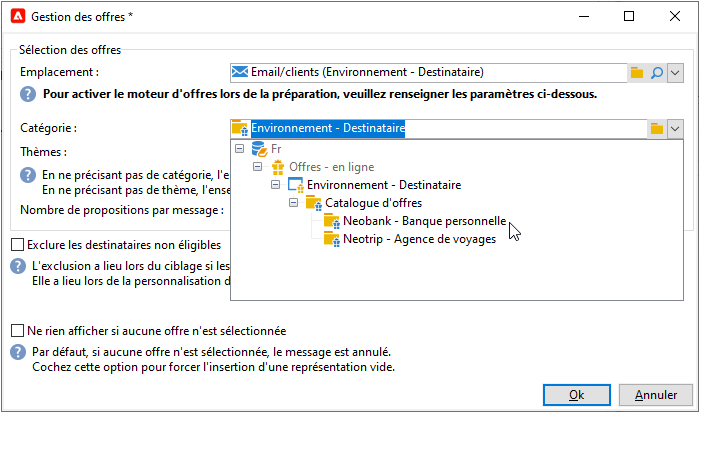 Gestion des offres *
Sélection des offres
Emplacement :
Email/clients (Environnement - Destinataire)
Pour activer le moteur d'offres lors de la préparation, veuillez renseigner les paramètres ci-dessous.
Catégorie :
Environnement - Destinataire
Fr
Thèmes :
Offres - en ligne
En ne précisant pas de catégorie, l'e
Environnement - Destinataire
En ne précisant pas de thème, l'ense
Catalogue d'offres
Nombre de propositions par message :
Neobank - Banque personnelle
Neotrip - Agence de voyages
Exclure les destinataires non éligibles
L'exclusion a lieu lors du ciblage si les
Elle a lieu lors de la personnalisation d
Ne rien afficher si aucune offre n'est sélectionnée
Par défaut, si aucune offre n'est sélectionnée, le message est annulé.
Cochez cette option pour forcer l'insertion d'une représentation vide.
Ok
Annuler